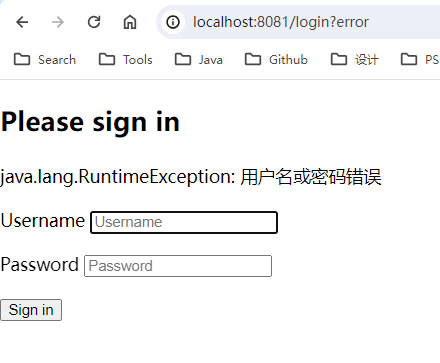 localhost:8081/login?error
Search Tools Java Github 设计 PS
Please sign in
java.lang.RuntimeException: 用户名或密码错误
Username Username
Password Password
Sign in